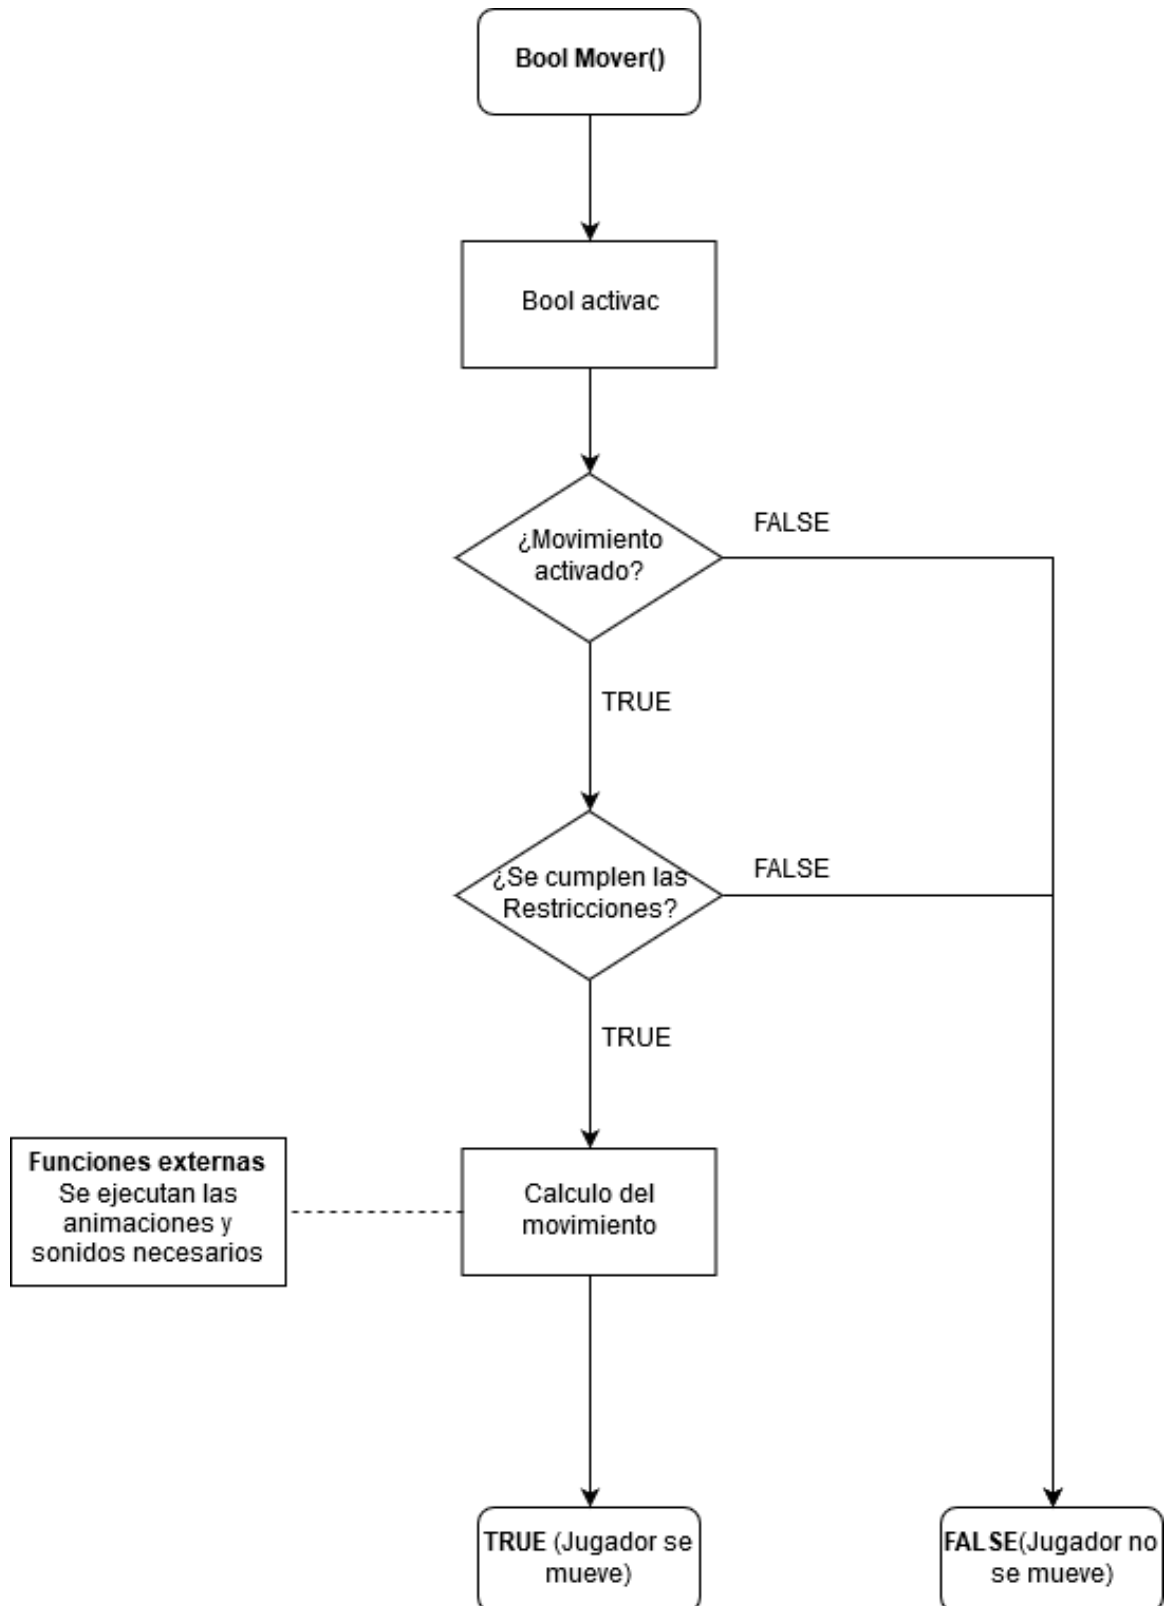 Bool Mover()
Bool activac
¿Movimiento
activado?
FALSE
TRUE
¿Se cumplen las
Restricciones?
FALSE
TRUE
Funciones externas
Se ejecutan las
animaciones y
sonidos necesarios
Calculo del
movimiento
TRUE (Jugador se
mueve)
FALSE(Jugador no
se mueve)